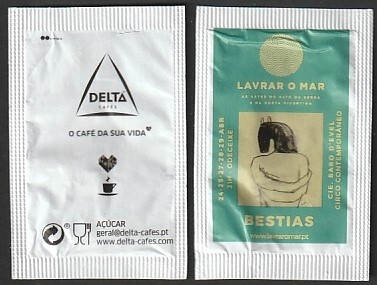 DELTA
CAFÉS
O CAFÉ DA SUA VIDA
AÇÚCAR
geral@delta-cafes.pt
www.delta-cafes.com
LAVRAR O MAR
AS ARTES NO ALTO DA SERRA
E NA COSTA VICENTINA
24-25-27-28-29-ABR
21H - ODECEIXE
CIE. BARO D'EVEL
CIRCO CONTEMPORÂNEO
BESTIAS
www.lavraromar.pt